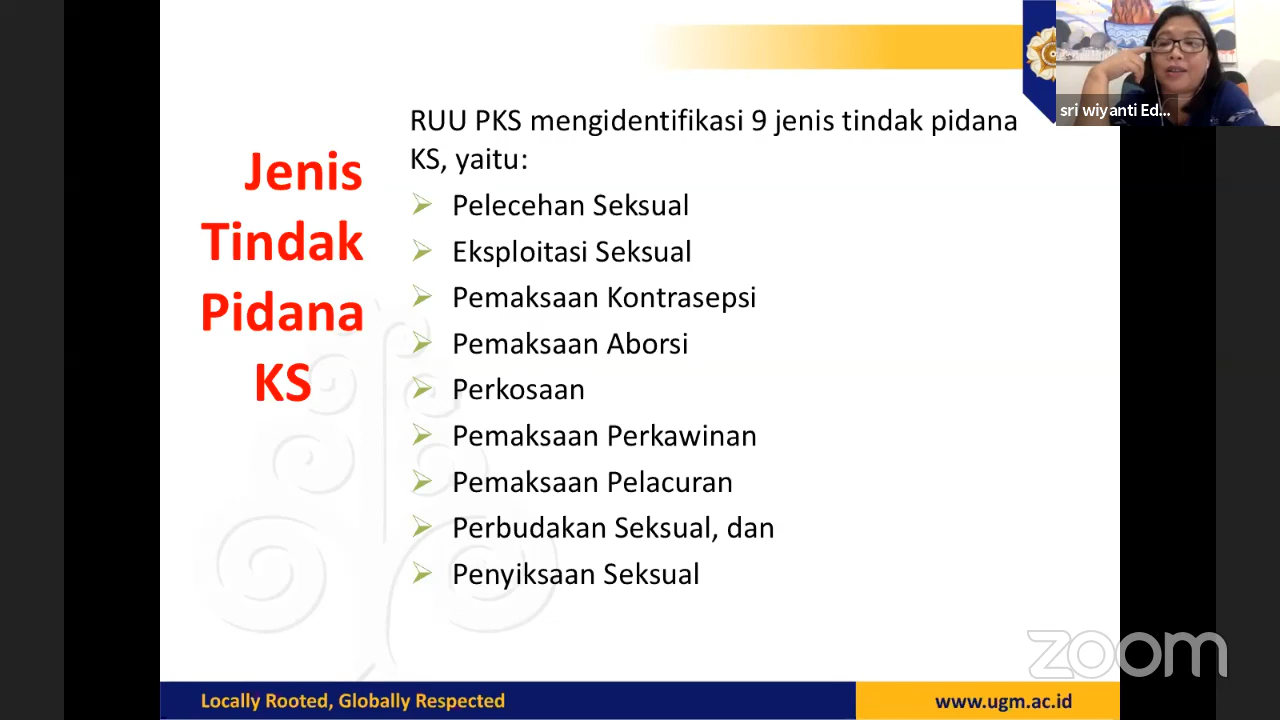 Jenis
Tindak
Pidana
KS
RUU PKS mengidentifikasi 9 jenis tindak pidana
KS, yaitu:
Pelecehan Seksual
Eksploitasi Seksual
Pemaksaan Kontrasepsi
Pemaksaan Aborsi
Perkosaan
Pemaksaan Perkawinan
Pemaksaan Pelacuran
Perbudakan Seksual, dan
Penyiksaan Seksual
sri wiyanti Ed...
zoom
Locally Rooted, Globally Respected
www.ugm.ac.id